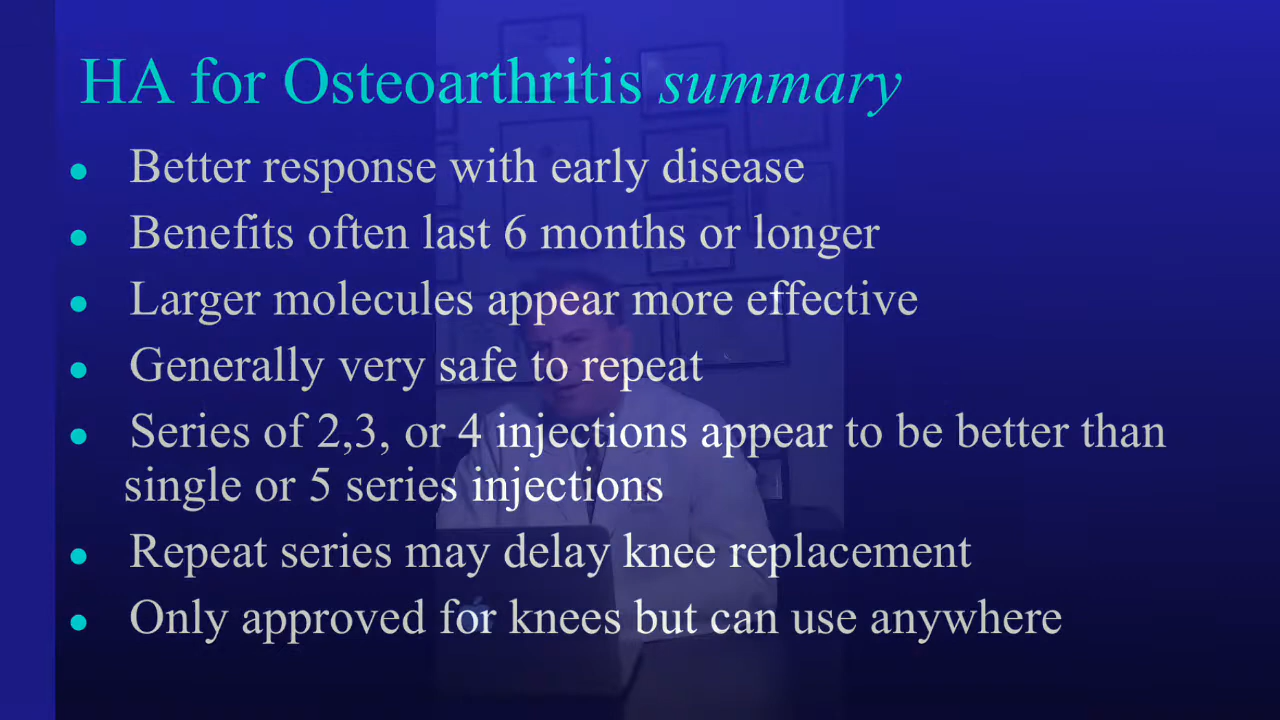 HA for Osteoarthritis summary
● Better response with early disease
● Benefits often last 6 months or longer
● Larger molecules appear more effective
● Generally very safe to repeat
● Series of 2,3, or 4 injections appear to be better than
single or 5 series injections
● Repeat series may delay knee replacement
● Only approved for knees but can use anywhere